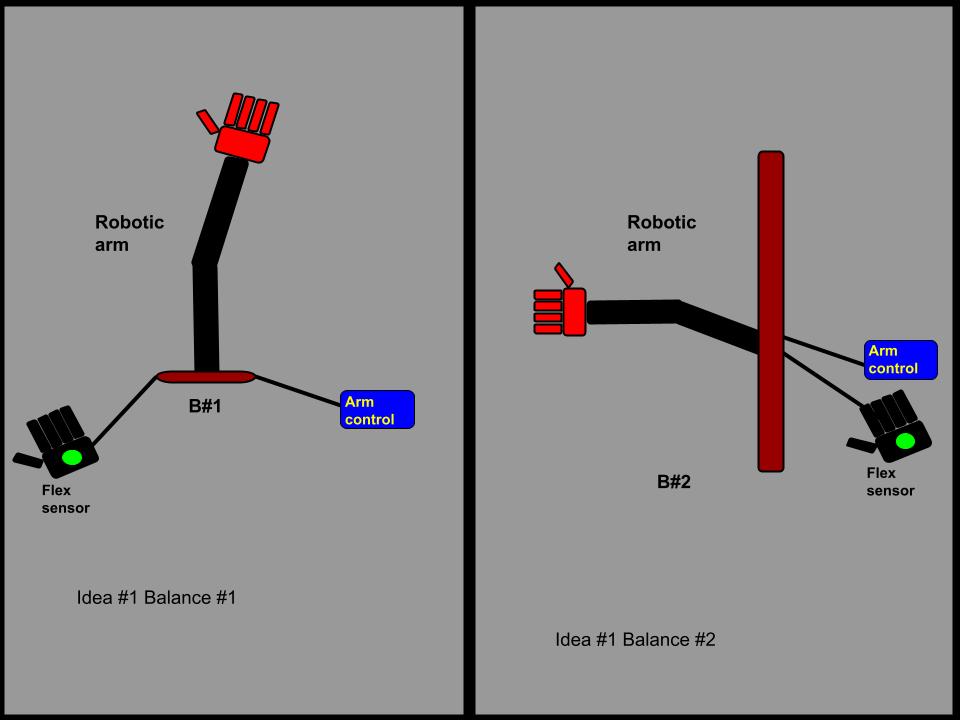 Robotic
arm
B#1
Arm
control
Flex
sensor
Idea #1 Balance #1
Robotic
arm
Arm
control
B#2
Flex
sensor
Idea #1 Balance #2